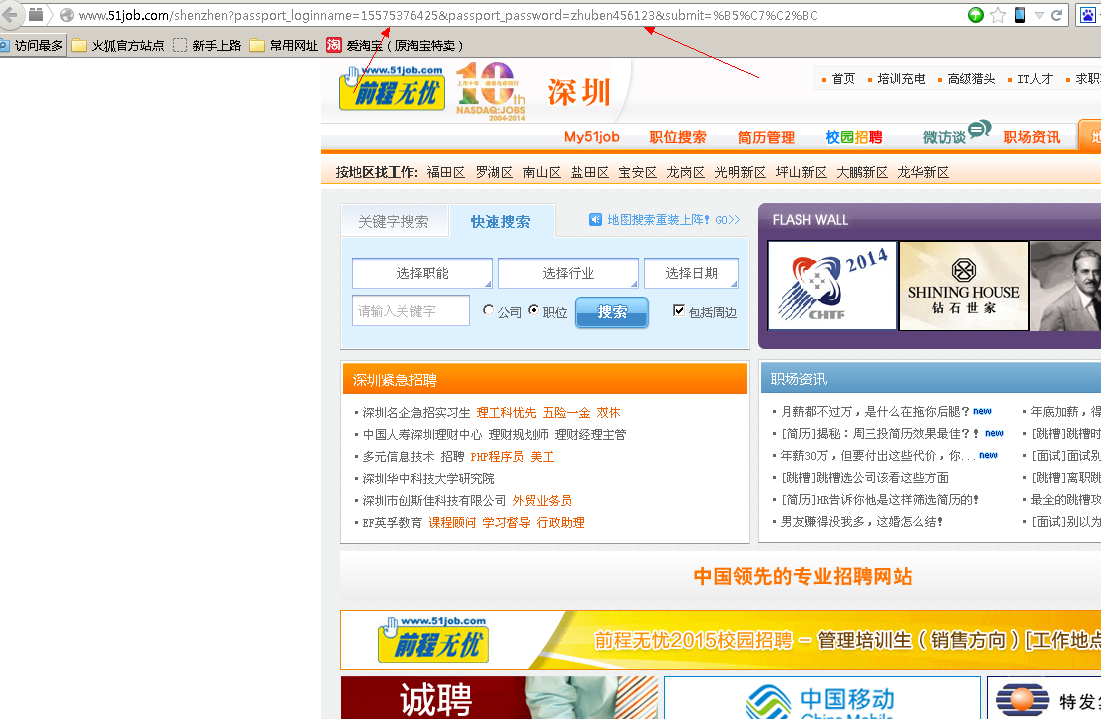 www.51job.com/shenzhen?passport_loginname=15575376425&passport_password=zhuben456123&submit=%B5%C7%C2%BC
访问最多 火狐官方站点 新手上路 常用网址 淘 爱淘宝 ( 原淘宝特卖 )
www.51job.com
前程无忧
10th
NASDAQ:JOBS
2004-2014
深圳
首页 培训充电 高级猎头 IT人才 求职
My51job 职位搜索 简历管理 校园招聘 微访谈 职场资讯
按地区找工作: 福田区 罗湖区 南山区 盐田区 宝安区 龙岗区 光明新区 坪山新区 大鹏新区 龙华新区
关键字搜索 快速搜索 地图搜索重装上阵! GO>>
选择职能 选择行业 选择日期
请输入关键字 公司 职位 搜索 包括周边
FLASH WALL
2014
CHTF
SHINING HOUSE
钻石世家
深圳紧急招聘
深圳名企急招实习生 理工科优先 五险一金 双休
中国人寿深圳理财中心 理财规划师 理财经理主管
多元信息技术 招聘 PHP程序员 美工
深圳华中科技大学研究院
深圳市创斯佳科技有限公司 外贸业务员
EF英孚教育 课程顾问 学习督导 行政助理
职场资讯
月薪都不过万，是什么在拖你后腿？ new 年底加薪，得
[简历]揭秘：周三投简历效果最佳？! new [跳槽]跳槽时
年薪30万，但要付出这些代价，你... new [面试]面试别
[跳槽]跳槽选公司该看这些方面 [跳槽]离职跳
[简历]HR告诉你他是这样筛选简历的! 最全的跳槽攻
男友赚得没我多，这婚怎么结! [面试]别以为
中国领先的专业招聘网站
www.51job.com
前程无忧
前程无忧2015校园招聘 – 管理培训生（销售方向）[工作地点
诚聘
中国移动
China Mobile
特发